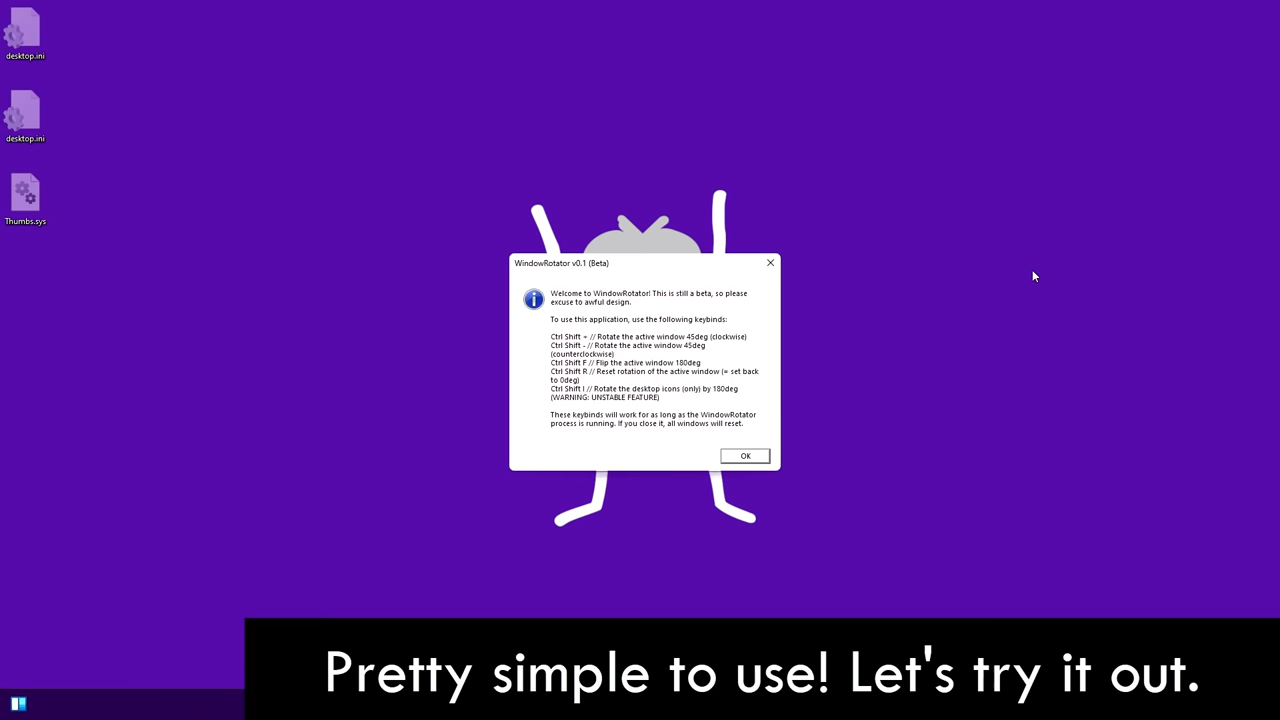 desktop.ini
desktop.ini
Thumbs.sys
WindowRotator v0.1 (Beta)
Welcome to WindowRotator! This is still a beta, so please
excuse to awful design.
To use this application, use the following keybinds:
Ctrl Shift + // Rotate the active window 45deg (clockwise)
Ctrl Shift - // Rotate the active window 45deg
(counterclockwise)
Ctrl Shift F // Flip the active window 180deg
Ctrl Shift R // Reset rotation of the active window (= set back
to 0deg)
Ctrl Shift I // Rotate the desktop icons (only) by 180deg
(WARNING: UNSTABLE FEATURE)
These keybinds will work for as long as the WindowRotator
process is running. If you close it, all windows will reset.
OK
Pretty simple to use! Let's try it out.